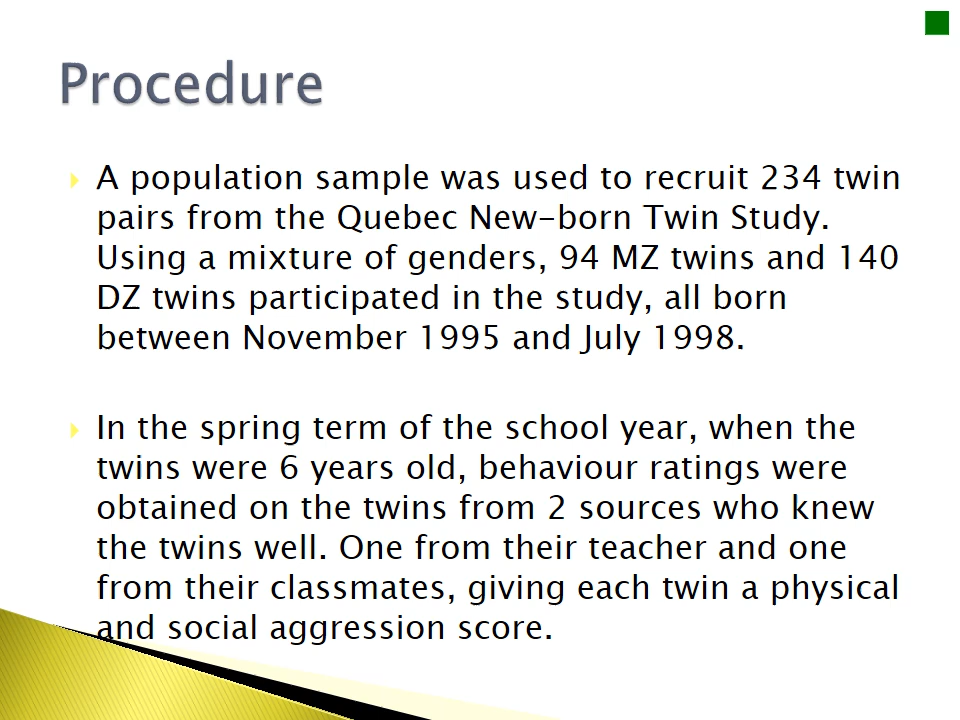 Procedure
A population sample was used to recruit 234 twin
pairs from the Quebec New-born Twin Study.
Using a mixture of genders, 94 MZ twins and 140
DZ twins participated in the study, all born
between November 1995 and July 1998.
In the spring term of the school year, when the
twins were 6 years old, behaviour ratings were
obtained on the twins from 2 sources who knew
the twins well. One from their teacher and one
from their classmates, giving each twin a physical
and social aggression score.